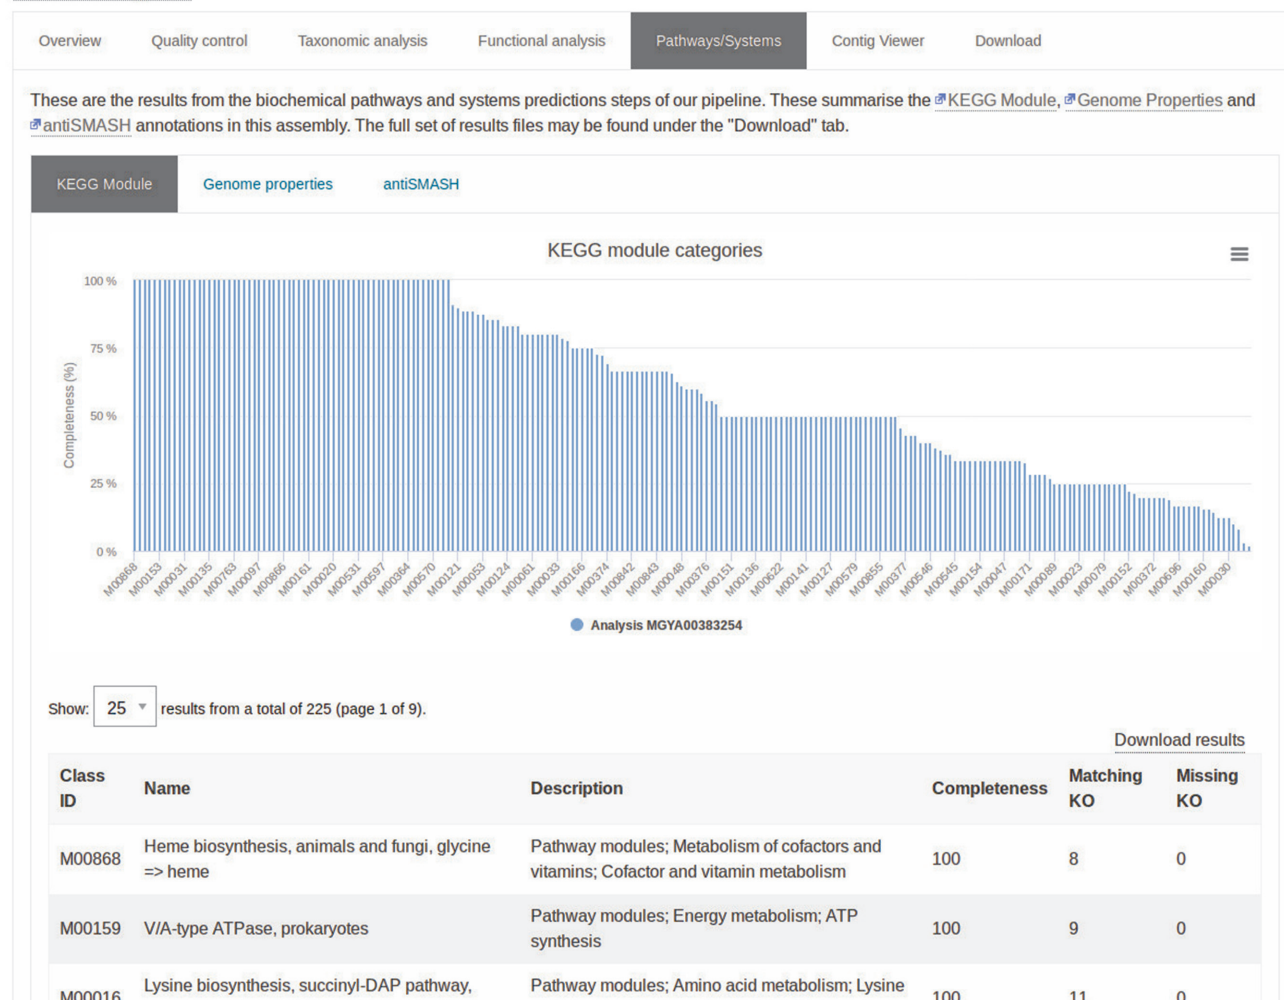 Overview Quality control Taxonomic analysis Functional analysis Pathways/Systems Contig Viewer Download
These are the results from the biochemical pathways and systems predictions steps of our pipeline. These summarise the KEGG Module, Genome Properties and
antiSMASH annotations in this assembly. The full set of results files may be found under the "Download" tab.
KEGG Module Genome properties antiSMASH
KEGG module categories
100 %
75 %
50 %
25 %
0 %
Completeness (%)
M00868 M00153 M00031 M00135 M00763 M00097 M00866 M00161 M00020 M00531 M00597 M00364 M00570 M00121 M00053 M00124 M00061 M00033 M00166 M00374 M00842 M00843 M00048 M00376 M00151 M00136 M00622 M00141 M00127 M00579 M00855 M00377 M00546 M00545 M00154 M00047 M00171 M00089 M00023 M00079 M00152 M00372 M00696 M00160 M00030
Analysis MGYA00383254
Show: 25 results from a total of 225 (page 1 of 9).
Download results
Class ID Name Description Completeness Matching KO Missing KO
M00868 Heme biosynthesis, animals and fungi, glycine => heme Pathway modules; Metabolism of cofactors and vitamins; Cofactor and vitamin metabolism 100 8 0
M00159 V/A-type ATPase, prokaryotes Pathway modules; Energy metabolism; ATP synthesis 100 9 0
M00016 Lysine biosynthesis, succinyl-DAP pathway, Pathway modules; Amino acid metabolism; Lysine 100 11 0